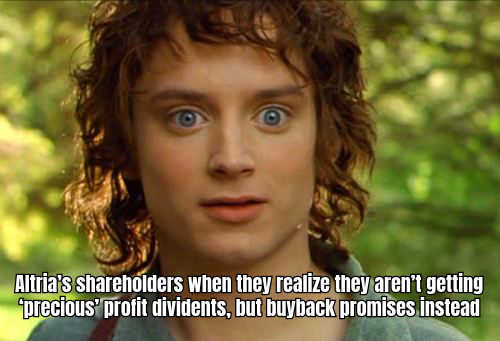 Altria’s shareholders when they realize they aren’t getting
‘precious’ profit dividents, but buyback promises instead